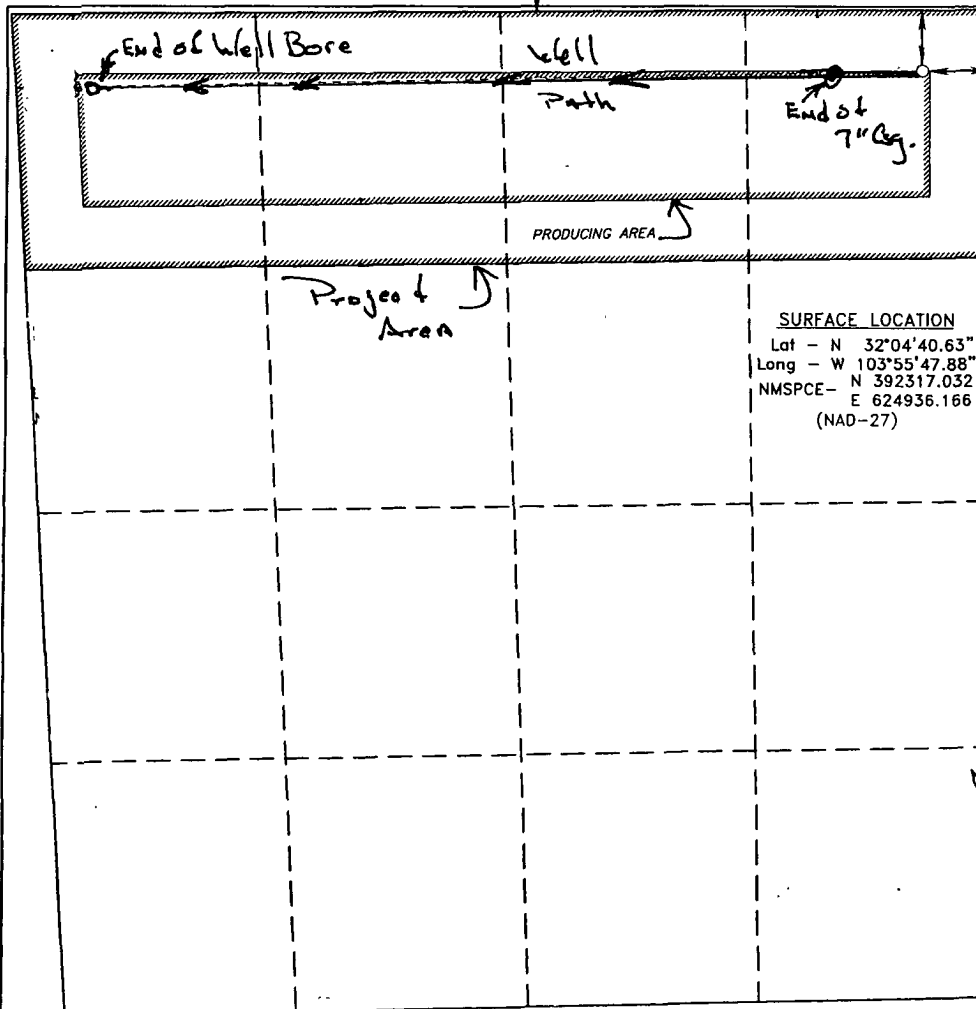 End of Well Bore
Well
Path
End of
7" Csg.
PRODUCING AREA
Project
Area
SURFACE LOCATION
Lat - N 32°04'40.63"
Long - W 103°55'47.88"
NMSPCE- N 392317.032
E 624936.166
(NAD-27)